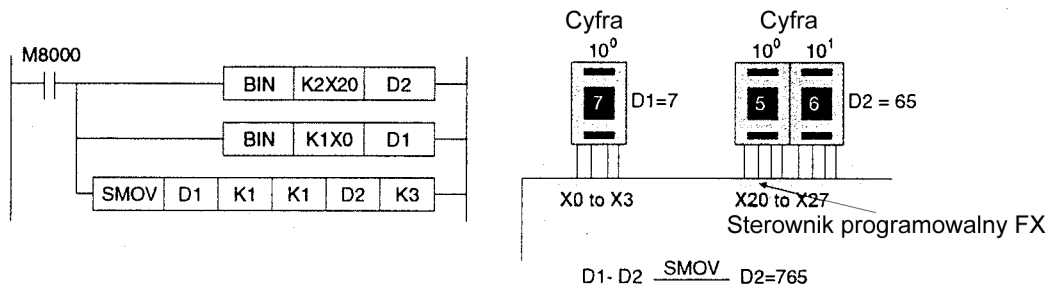 M8000
BIN K2X20 D2
BIN K1X0 D1
SMOV D1 K1 K1 D2 K3
Cyfra Cyfra
10⁰ 10⁰ 10¹
7 D1=7 5 6 D2 = 65
X0 to X3 X20 to X27
Sterownik programowalny FX
D1- D2 SMOV D2=765